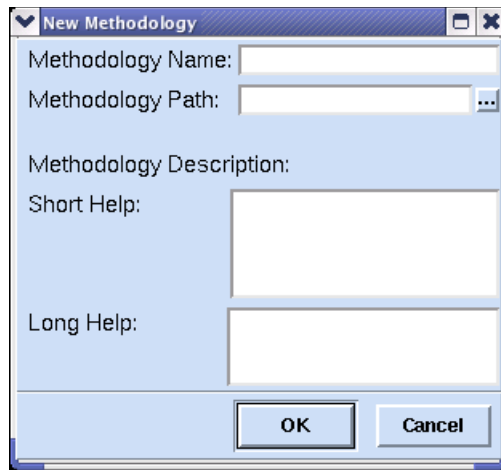 New Methodology
Methodology Name:
Methodology Path:
...
Methodology Description:
Short Help:
Long Help:
OK Cancel